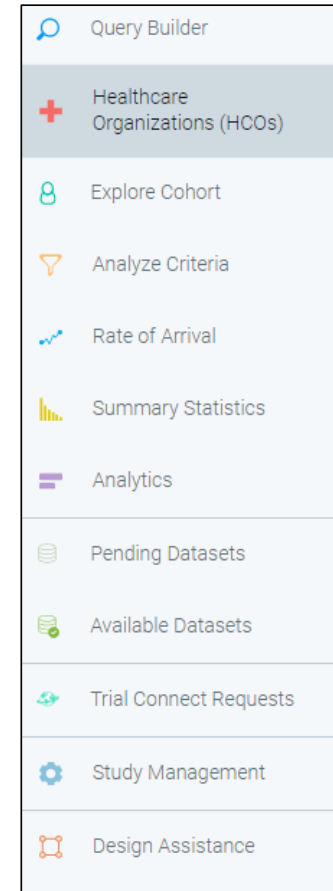 Query Builder
Healthcare
Organizations (HCOs)
Explore Cohort
Analyze Criteria
Rate of Arrival
Summary Statistics
Analytics
Pending Datasets
Available Datasets
Trial Connect Requests
Study Management
Design Assistance